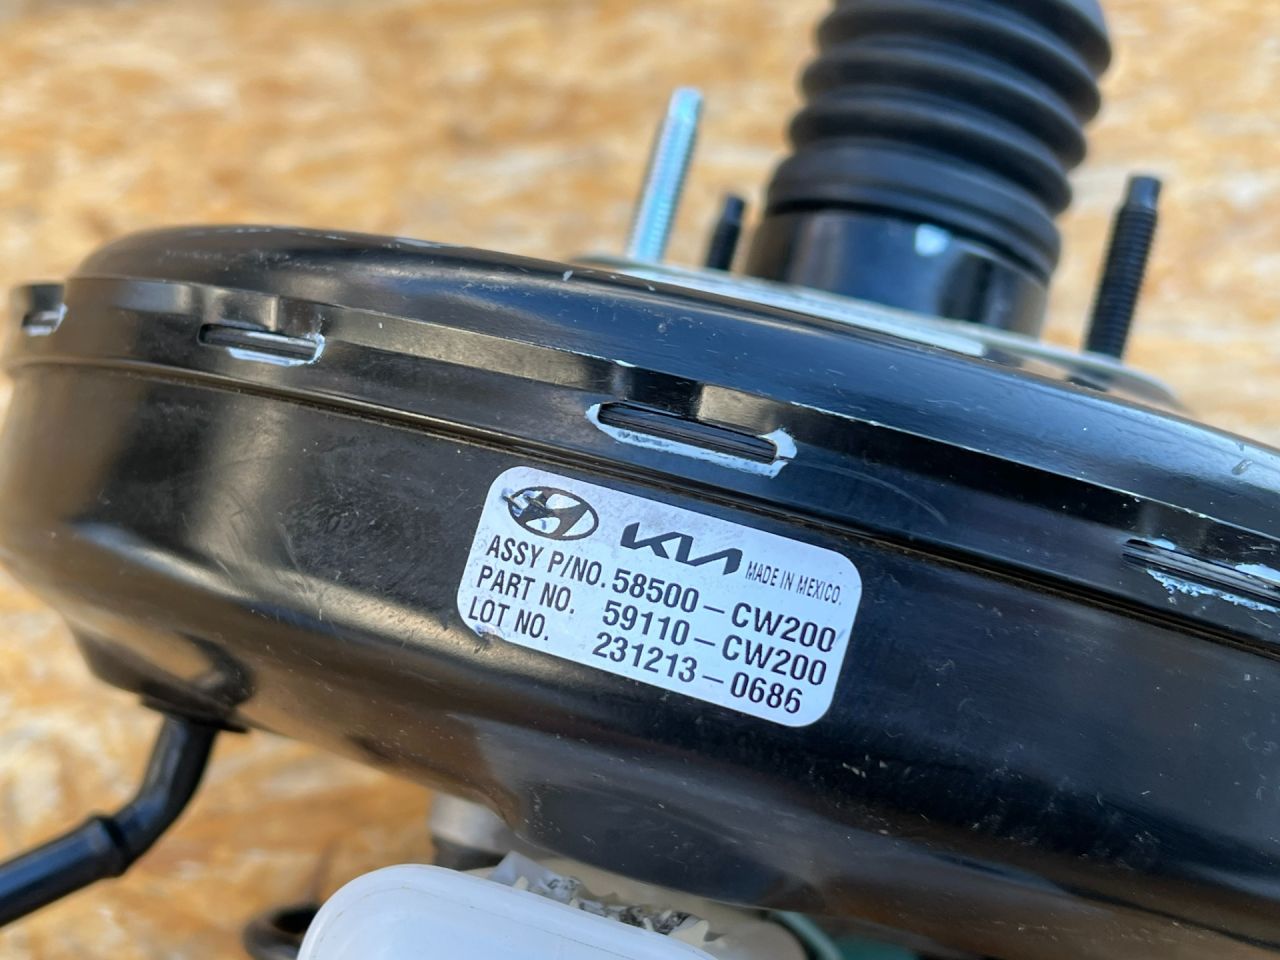 KIA MADE IN MEXICO.
ASSY P/NO. 58500-CW200
PART NO. 59110-CW200
LOT NO. 231213-0686